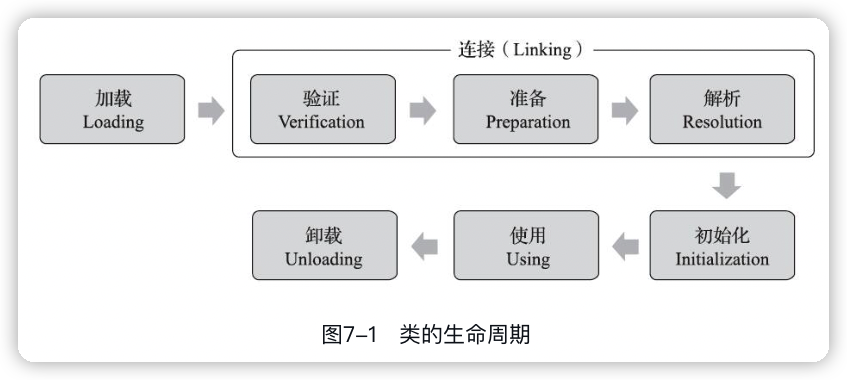 连接（Linking）
加载
Loading
验证
Verification
准备
Preparation
解析
Resolution
初始化
Initialization
使用
Using
卸载
Unloading
图7–1 类的生命周期